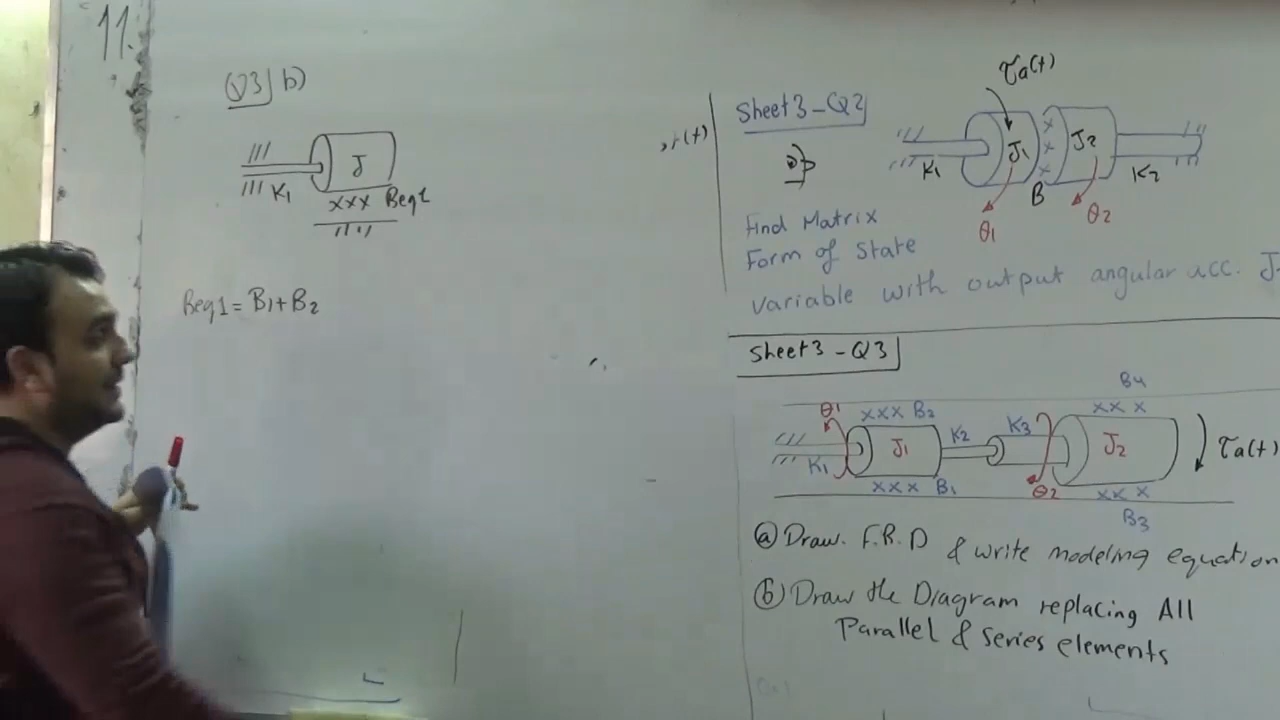 11.
Q3 b)
K1
J
xxx Beq1
Beq1 = B1+B2
,r(t)
Sheet3-Q2
Find Matrix
Form of State
variable with output angular acc. J
τa(t)
K1
J1
x
x
x
J2
K2
B
θ1
θ2
Sheet3-Q3
θ1
xxx B2
K1
J1
K2
K3
xxx B1
θ2
B4
xx x
J2
τa(t)
xx x
B3
(a) Draw. F.B.D & write modeling equation
(b) Draw the Diagram replacing All
Parallel & series elements